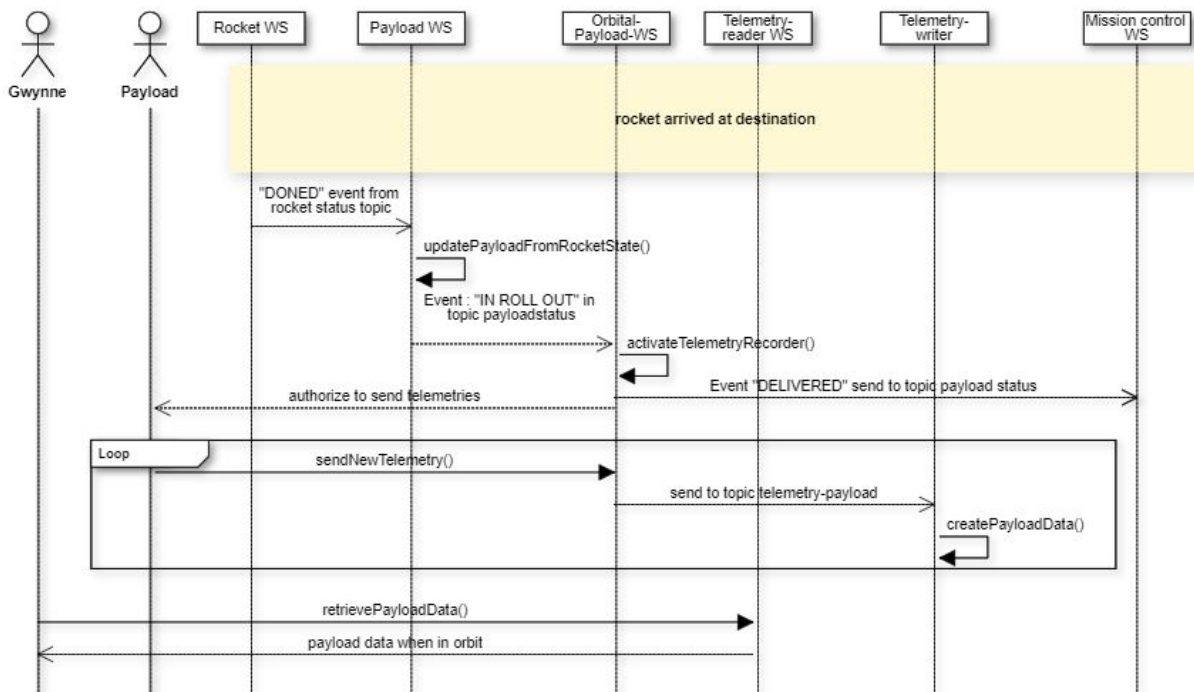 Rocket WS
Payload WS
Orbital-
Payload-WS
Telemetry-
reader WS
Telemetry-
writer
Mission control
WS
Gwynne
Payload
rocket arrived at destination
"DONED" event from
rocket status topic
updatePayloadFromRocketState()
Event : "IN ROLL OUT" in
topic payloadstatus
activateTelemetryRecorder()
Event "DELIVERED" send to topic payload status
authorize to send telemetries
Loop
sendNewTelemetry()
send to topic telemetry-payload
createPayloadData()
retrievePayloadData()
payload data when in orbit